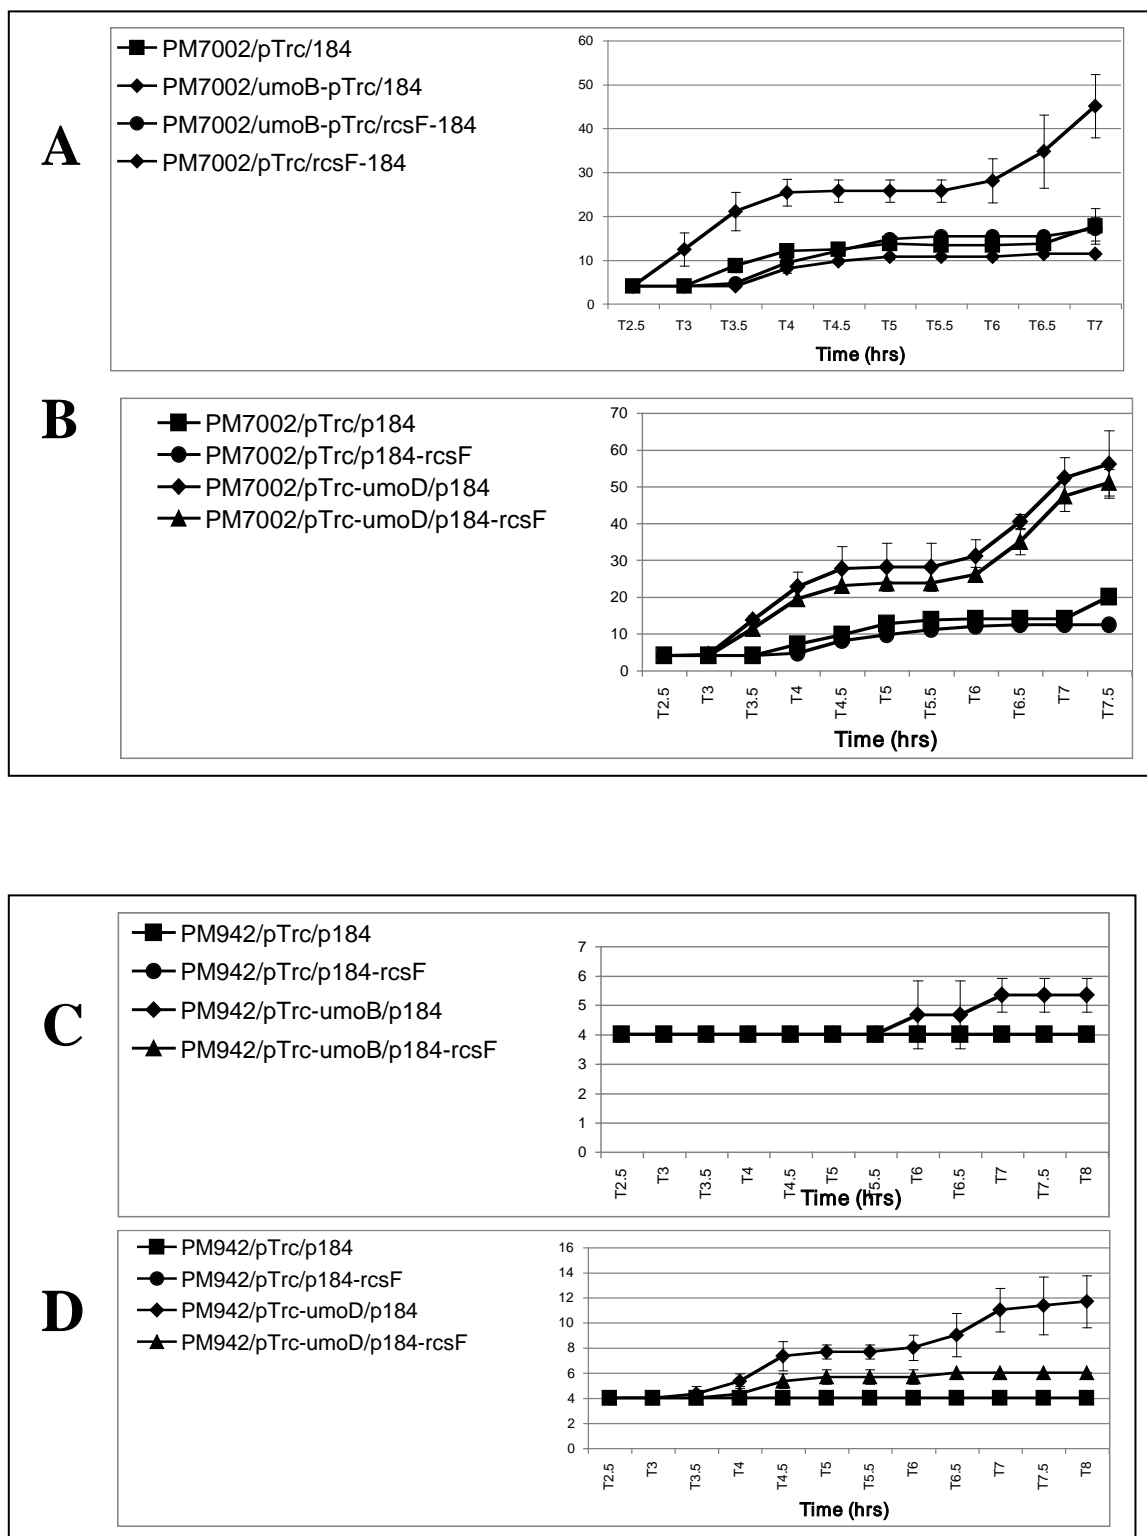 A
PM7002/pTrc/184
PM7002/umoB-pTrc/184
PM7002/umoB-pTrc/rcsF-184
PM7002/pTrc/rcsF-184
60
50
40
30
20
10
0
T2.5 T3 T3.5 T4 T4.5 T5 T5.5 T6 T6.5 T7
Time (hrs)
B
PM7002/pTrc/p184
PM7002/pTrc/p184-rcsF
PM7002/pTrc-umoD/p184
PM7002/pTrc-umoD/p184-rcsF
70
60
50
40
30
20
10
0
T2.5 T3 T3.5 T4 T4.5 T5 T5.5 T6 T6.5 T7 T7.5
Time (hrs)
C
PM942/pTrc/p184
PM942/pTrc/p184-rcsF
PM942/pTrc-umoB/p184
PM942/pTrc-umoB/p184-rcsF
7
6
5
4
3
2
1
0
T2.5 T3 T3.5 T4 T4.5 T5 T5.5 T6 T6.5 T7 T7.5 T8
Time (hrs)
D
PM942/pTrc/p184
PM942/pTrc/p184-rcsF
PM942/pTrc-umoD/p184
PM942/pTrc-umoD/p184-rcsF
16
14
12
10
8
6
4
2
0
T2.5 T3 T3.5 T4 T4.5 T5 T5.5 T6 T6.5 T7 T7.5 T8
Time (hrs)